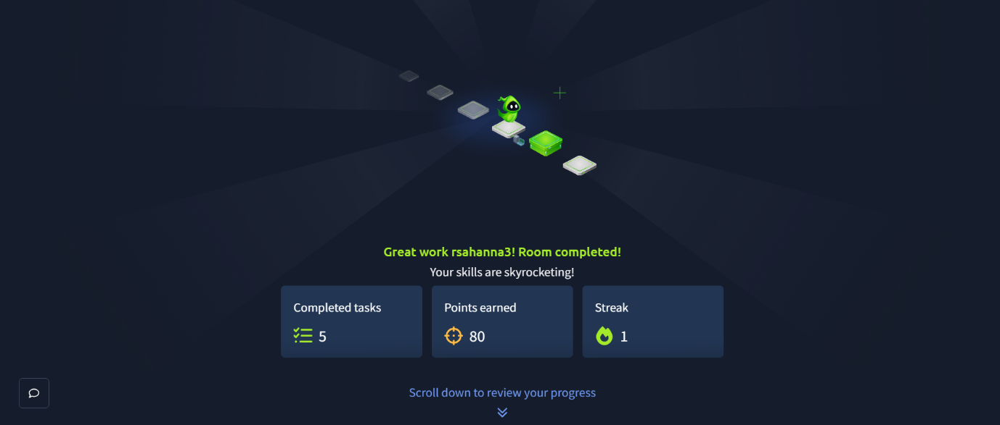 Great work rsahanna3! Room completed!
Your skills are skyrocketing!
Completed tasks
5
Points earned
80
Streak
1
Scroll down to review your progress